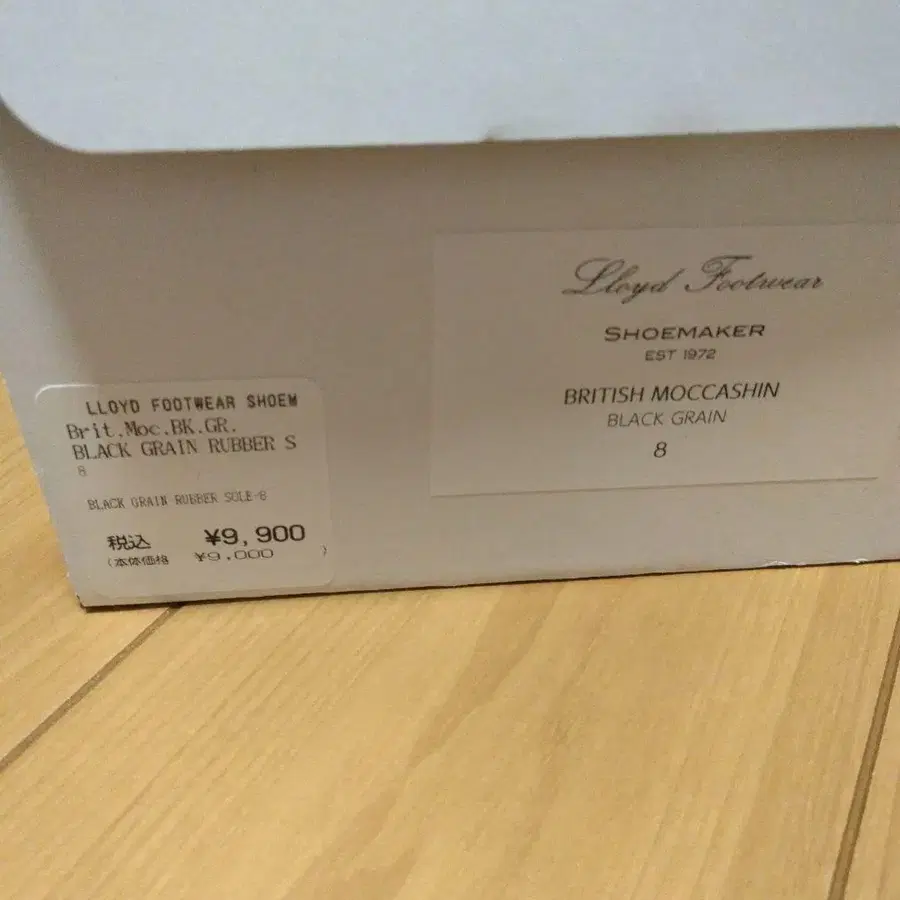 LLOYD FOOTWEAR SHOEM
Brit.Moc.BK.GR.
BLACK GRAIN RUBBER S
8
BLACK GRAIN RUBBER SOLE-8
税込 ¥9,900
(本体価格 ¥9,000 )
Lloyd Footwear
SHOEMAKER
EST 1972
BRITISH MOCCASHIN
BLACK GRAIN
8